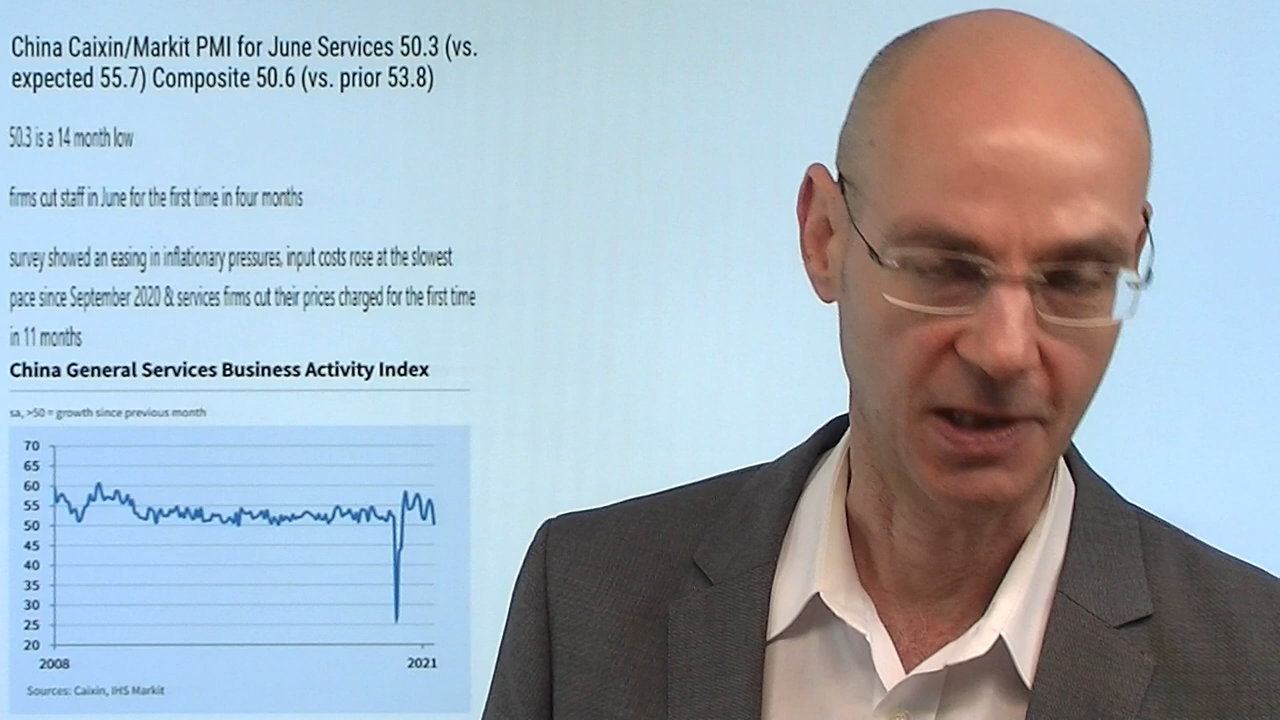 China Caixin/Markit PMI for June Services 50.3 (vs.
expected 55.7) Composite 50.6 (vs. prior 53.8)
50.3 is a 14 month low
firms cut staff in June for the first time in four months
survey showed an easing in inflationary pressures, input costs rose at the slowest
pace since September 2020 & services firms cut their prices charged for the first time
in 11 months
China General Services Business Activity Index
sa, >50 = growth since previous month
70
65
60
55
50
45
40
35
30
25
20
2008 2021
Sources: Caixin, IHS Markit